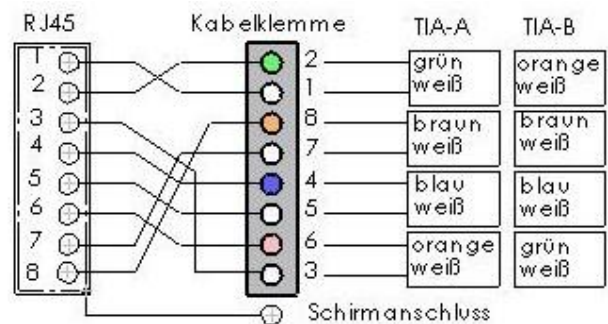 RJ45 Kabelklemme TIA-A TIA-B
1 2 grün orange
2 1 weiß weiß
3 8 braun braun
4 7 weiß weiß
5 4 blau blau
6 5 weiß weiß
7 6 orange grün
8 3 weiß weiß
Schirmanschluss